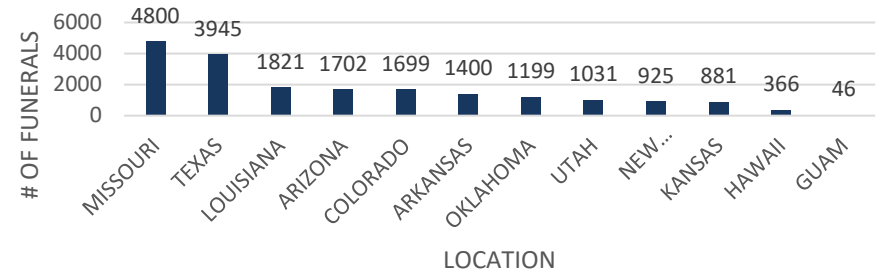 # OF FUNERALS
6000
4000
2000
0
4800
3945
1821
1702
1699
1400
1199
1031
925
881
366
46
MISSOURI
TEXAS
LOUISIANA
ARIZONA
COLORADO
ARKANSAS
OKLAHOMA
UTAH
NEW...
KANSAS
HAWAII
GUAM
LOCATION